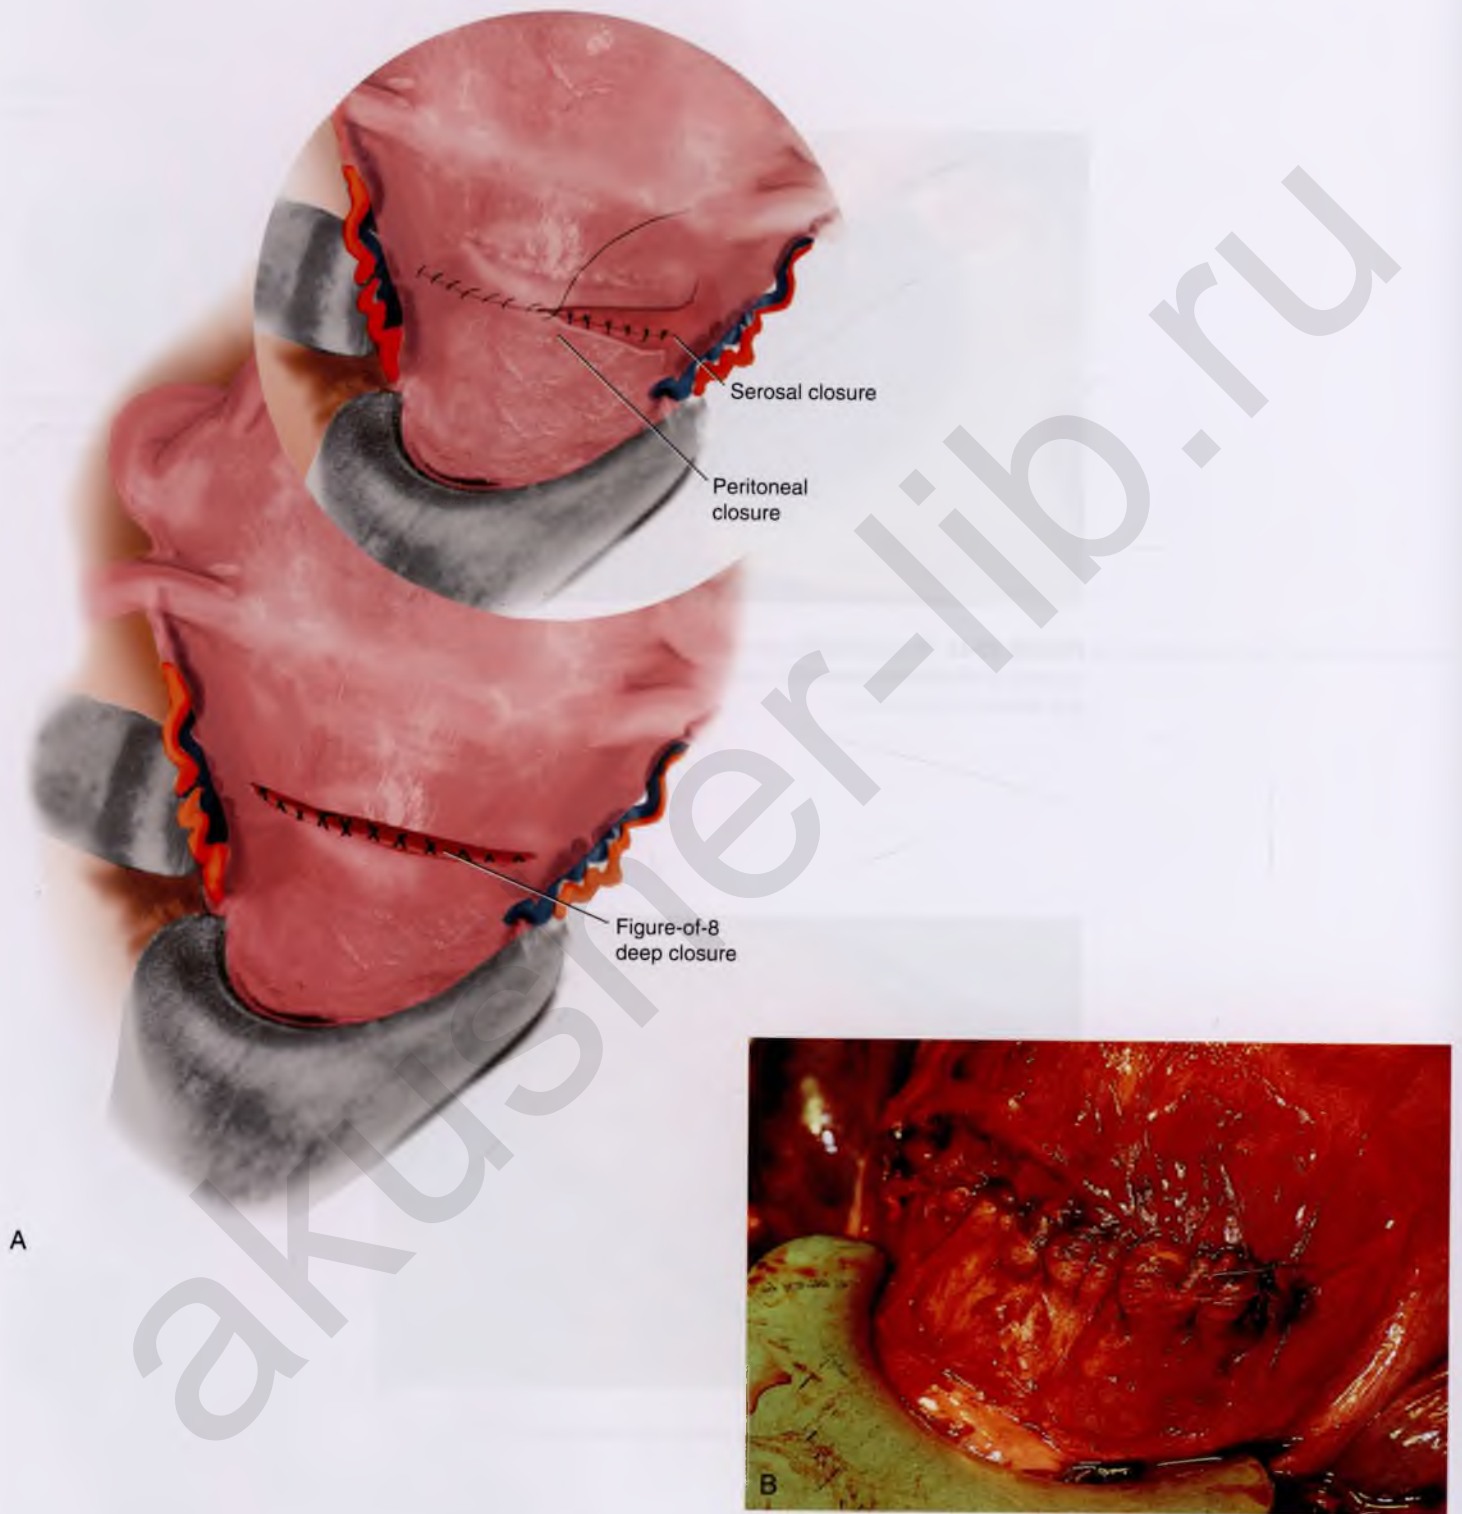 Serosal closure
Peritoneal
closure
Figure-of-8
deep closure
A
B
akusher-lib.ru